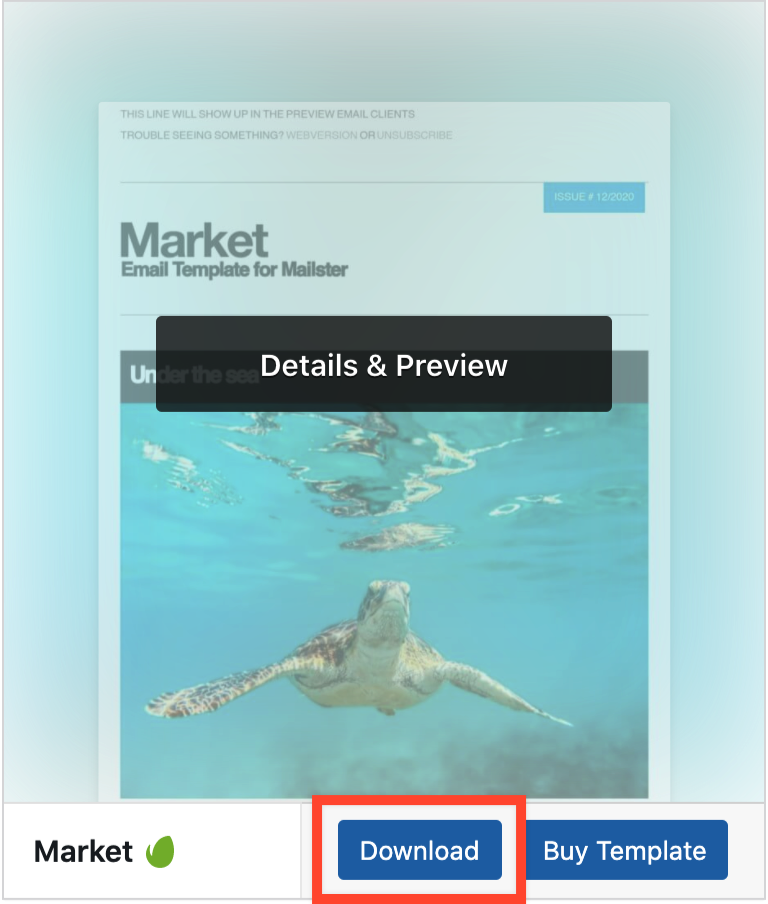 THIS LINE WILL SHOW UP IN THE PREVIEW EMAIL CLIENTS
TROUBLE SEEING SOMETHING? WEBVERSION OR UNSUBSCRIBE
ISSUE # 12/2020
Market
Email Template for Mailster
Under the sea
Details & Preview
Market
Download
Buy Template